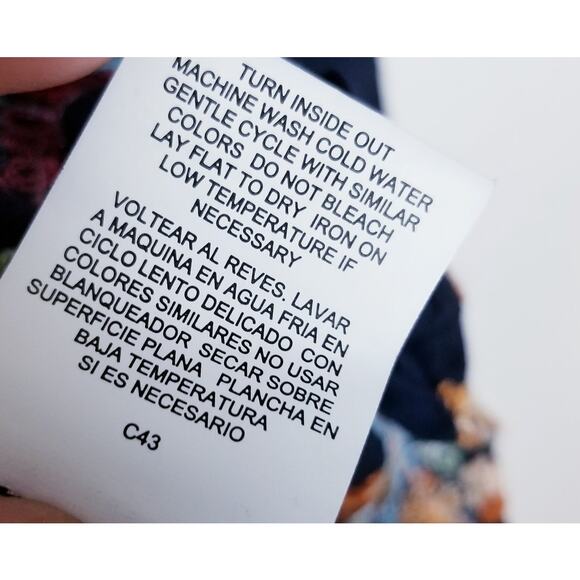 TURN INSIDE OUT
MACHINE WASH COLD WATER
GENTLE CYCLE WITH SIMILAR
COLORS DO NOT BLEACH
LAY FLAT TO DRY IRON ON
LOW TEMPERATURE IF
NECESSARY
VOLTEAR AL REVES. LAVAR
A MAQUINA EN AGUA FRIA EN
CICLO LENTO DELICADO CON
COLORES SIMILARES NO USAR
BLANQUEADOR SECAR SOBRE
SUPERFICIE PLANA PLANCHA EN
BAJA TEMPERATURA
SI ES NECESARIO
C43